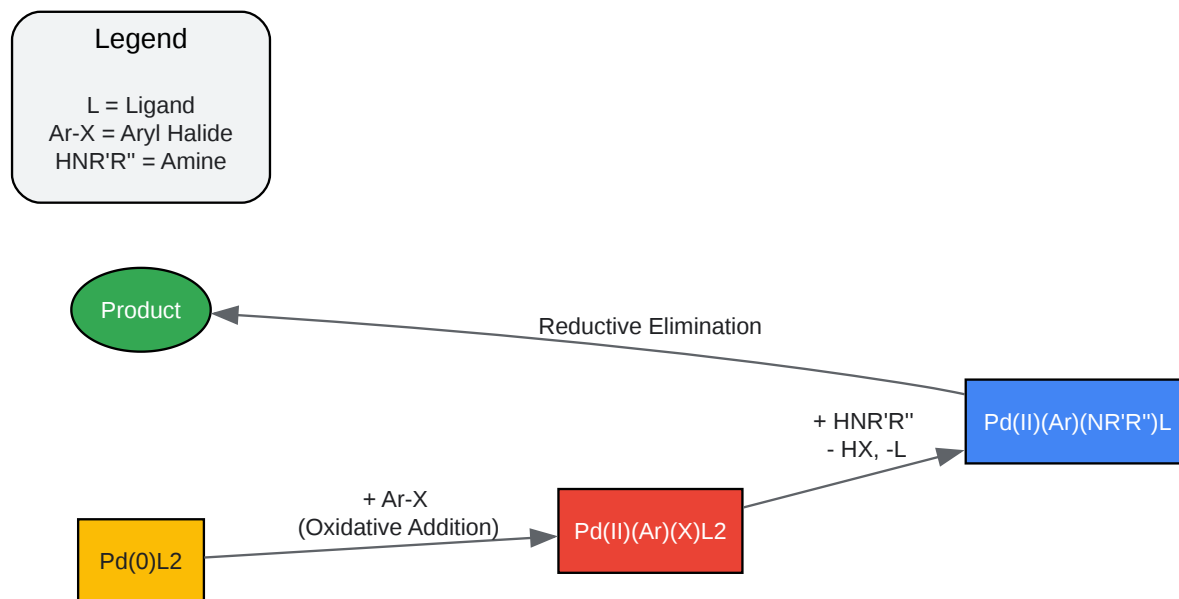 Legend
L = Ligand
Ar-X = Aryl Halide
HNR'R" = Amine
Product
Reductive Elimination
+ HNR'R"
- HX, -L
Pd(II)(Ar)(NR'R")L
+ Ar-X
(Oxidative Addition)
Pd(II)(Ar)(X)L2
Pd(0)L2